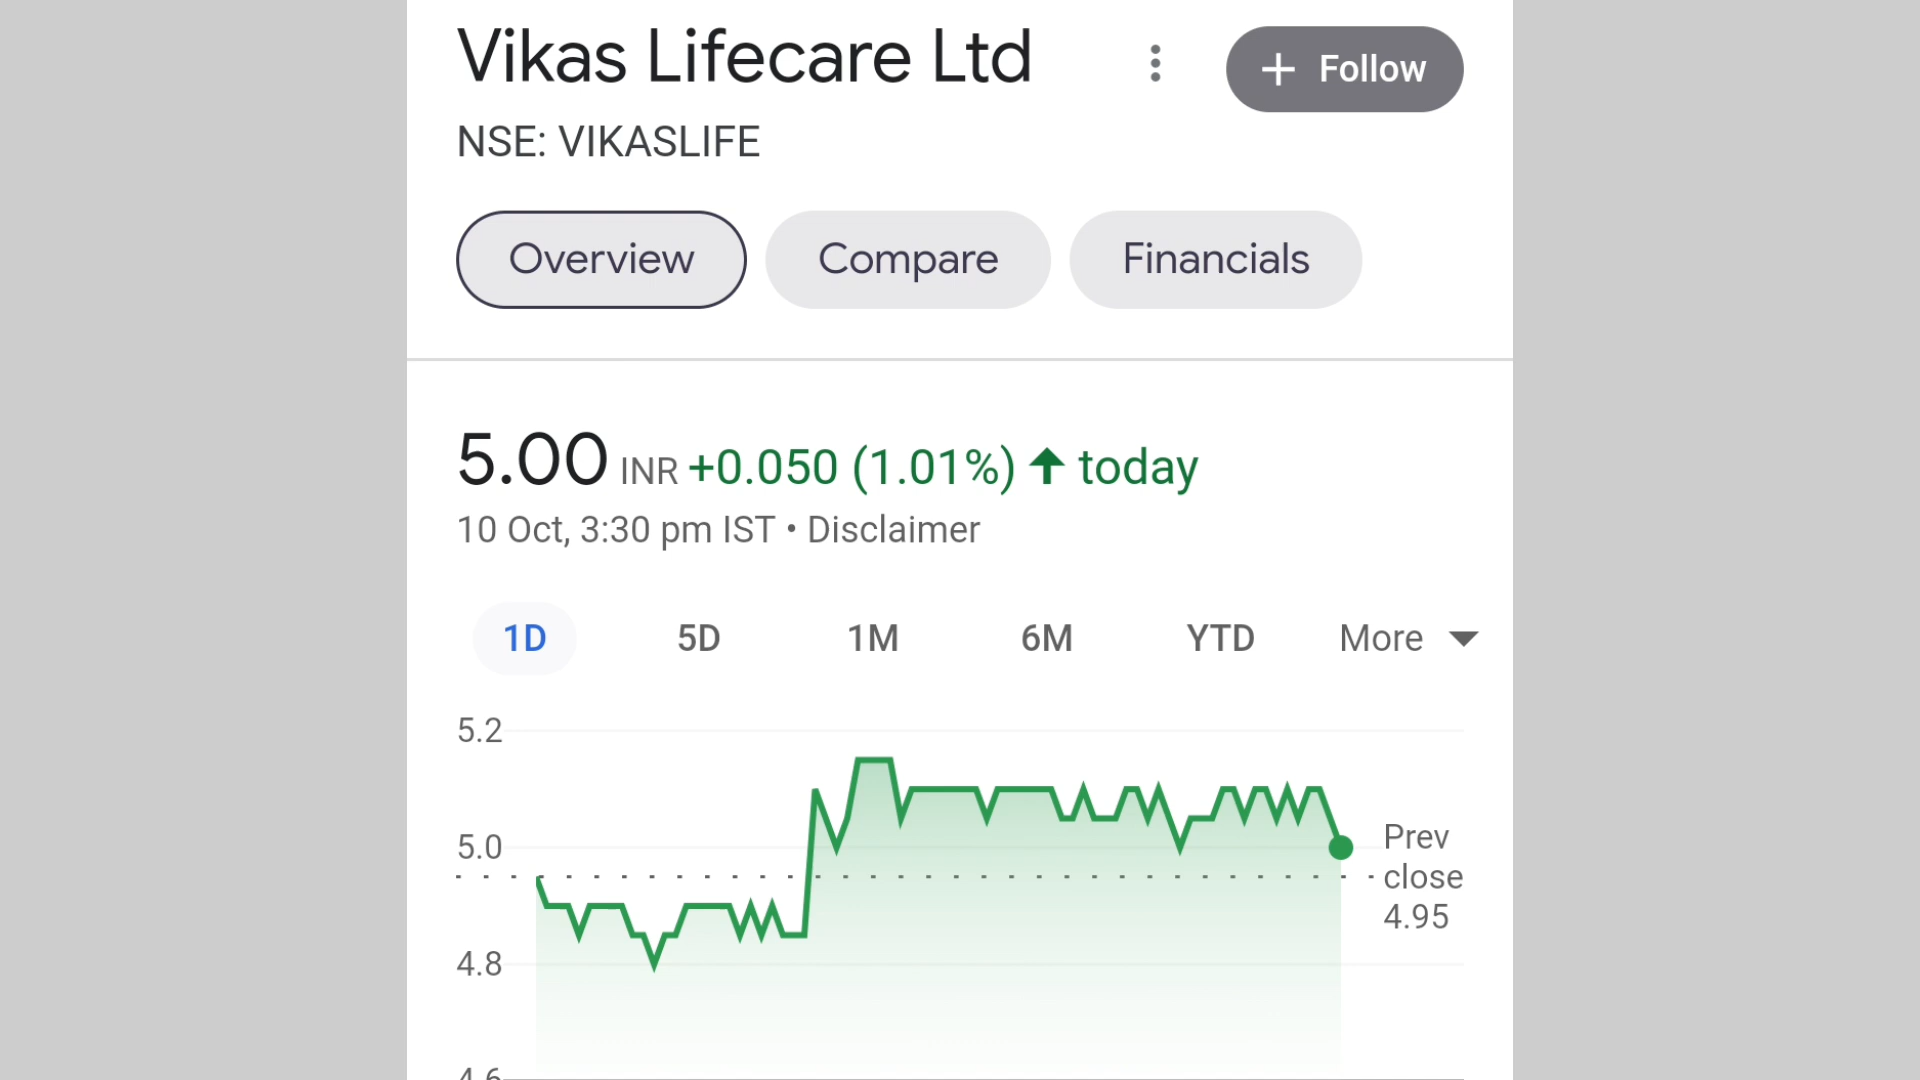 Vikas Lifecare Ltd
+ Follow
NSE: VIKASLIFE
Overview
Compare
Financials
5.00 INR +0.050 (1.01%) ↑ today
10 Oct, 3:30 pm IST • Disclaimer
1D
5D
1M
6M
YTD
More
5.2
5.0
4.8
4.6
Prev
close
4.95